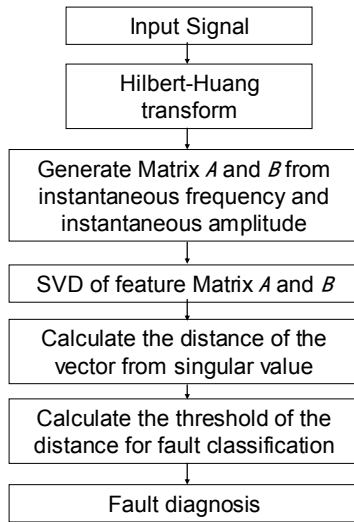 Input Signal
Hilbert-Huang
transform
Generate Matrix A and B from
instantaneous frequency and
instantaneous amplitude
SVD of feature Matrix A and B
Calculate the distance of the
vector from singular value
Calculate the threshold of the
distance for fault classification
Fault diagnosis